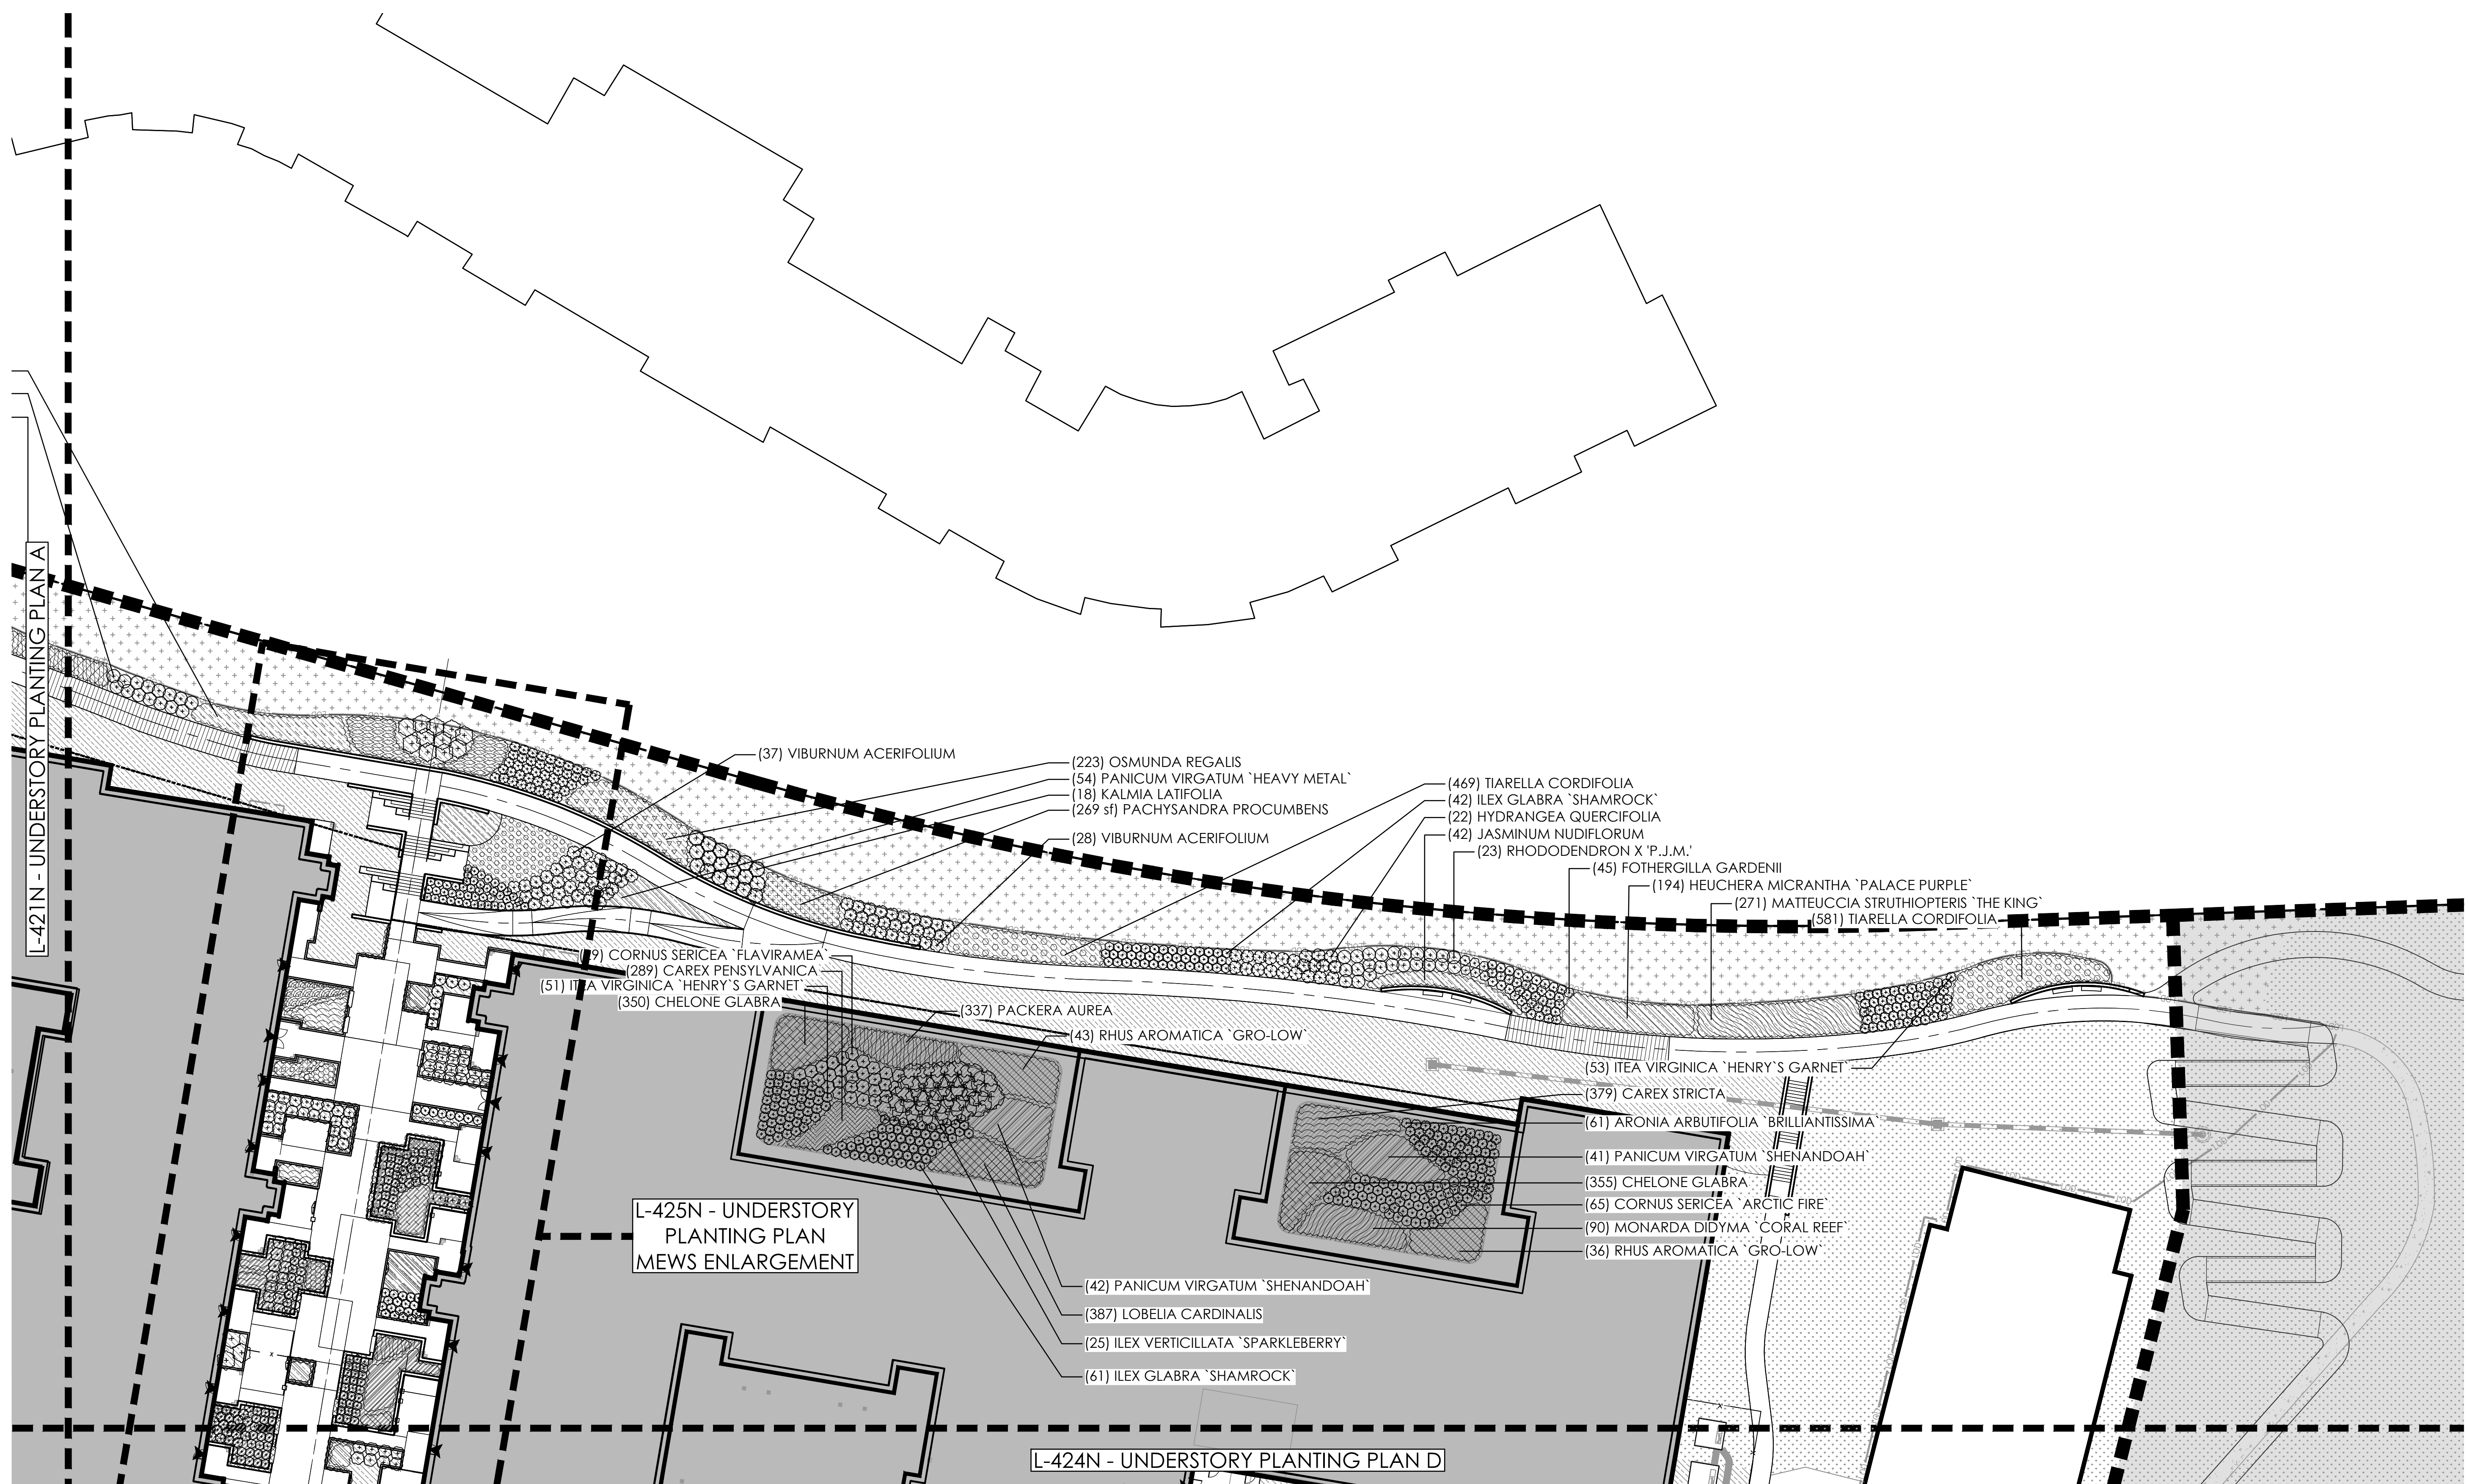 L-421N - UNDERSTORY PLANTING PLAN A
(37) VIBURNUM ACERIFOLIUM
(223) OSMUNDA REGALIS
(54) PANICUM VIRGATUM `HEAVY METAL`
(18) KALMIA LATIFOLIA
(269 sf) PACHYSANDRA PROCUMBENS
(28) VIBURNUM ACERIFOLIUM
(469) TIARELLA CORDIFOLIA
(42) ILEX GLABRA `SHAMROCK`
(22) HYDRANGEA QUERCIFOLIA
(42) JASMINUM NUDIFLORUM
(23) RHODODENDRON X 'P.J.M.'
(45) FOTHERGILLA GARDENII
(194) HEUCHERA MICRANTHA `PALACE PURPLE`
(271) MATTEUCCIA STRUTHIOPTERIS `THE KING`
(581) TIARELLA CORDIFOLIA
CORNUS SERICEA `FLAVIRAMEA`
(289) CAREX PENSYLVANICA
(51) ITEA VIRGINICA `HENRY`S GARNET`
(350) CHELONE GLABRA
(337) PACKERA AUREA
(43) RHUS AROMATICA `GRO-LOW`
(53) ITEA VIRGINICA `HENRY`S GARNET`
(379) CAREX STRICTA
(61) ARONIA ARBUTIFOLIA `BRILLIANTISSIMA`
(41) PANICUM VIRGATUM `SHENANDOAH`
(355) CHELONE GLABRA
(65) CORNUS SERICEA `ARCTIC FIRE`
(90) MONARDA DIDYMA `CORAL REEF`
(36) RHUS AROMATICA `GRO-LOW`
L-425N - UNDERSTORY
PLANTING PLAN
MEWS ENLARGEMENT
(42) PANICUM VIRGATUM `SHENANDOAH`
(387) LOBELIA CARDINALIS
(25) ILEX VERTICILLATA `SPARKLEBERRY`
(61) ILEX GLABRA `SHAMROCK`
L-424N - UNDERSTORY PLANTING PLAN D